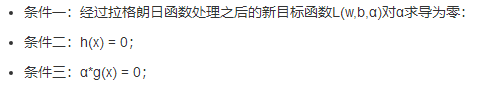 • 条件一：经过拉格朗日函数处理之后的新目标函数L(w,b,α)对α求导为零：
• 条件二：h(x) = 0；
• 条件三：α*g(x) = 0；